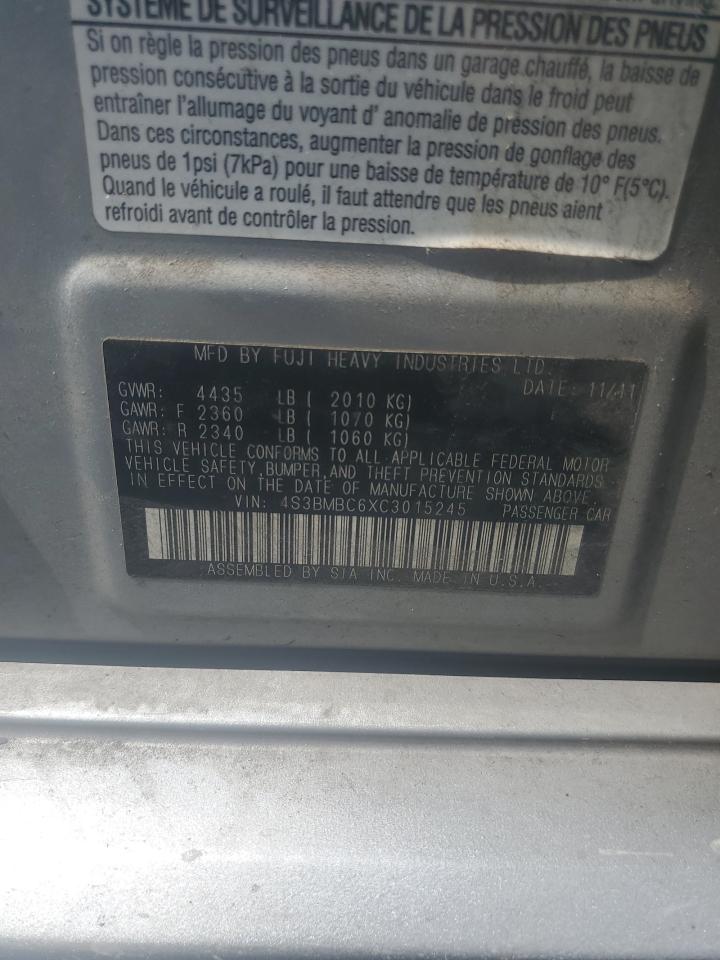 SYSTÈME DE SURVEILLANCE DE LA PRESSION DES PNEUS
Si on règle la pression des pneus dans un garage chauffé, la baisse de
pression consécutive à la sortie du véhicule dans le froid peut
entraîner l'allumage du voyant d' anomalie de pression des pneus.
Dans ces circonstances, augmenter la pression de gonflage des
pneus de 1psi (7kPa) pour une baisse de température de 10° F(5°C).
Quand le véhicule a roulé, il faut attendre que les pneus aient
refroidi avant de contrôler la pression.
MFD BY FUJI HEAVY INDUSTRIES LTD.
DATE: 11/11
GVWR: 4435 LB ( 2010 KG)
GAWR: F 2360 LB ( 1070 KG)
GAWR: R 2340 LB ( 1060 KG)
THIS VEHICLE CONFORMS TO ALL APPLICABLE FEDERAL MOTOR
VEHICLE SAFETY, BUMPER, AND THEFT PREVENTION STANDARDS
IN EFFECT ON THE DATE OF MANUFACTURE SHOWN ABOVE.
VIN: 4S3BMBC6XC3015245 PASSENGER CAR
ASSEMBLED BY SIA INC. MADE IN U.S.A.